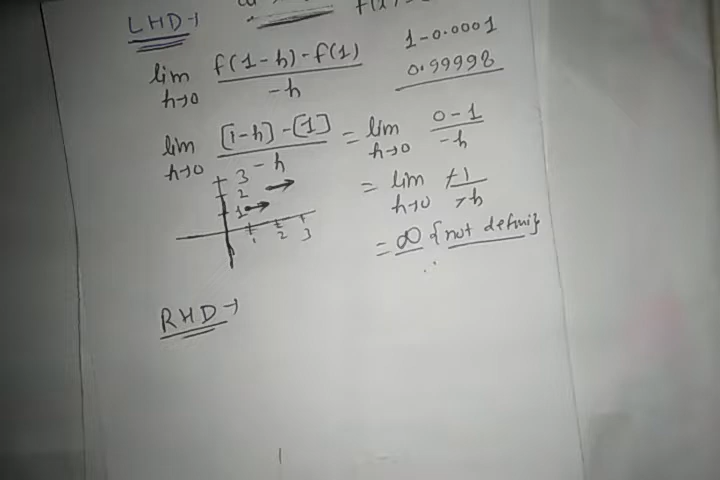 LHD→
lim h→0 f(1-h)-f(1) / -h
1-0.0001
0.99998
lim h→0 [1-h]-[1] / -h = lim h→0 0-1 / -h
= lim h→0 +1 / +h
= ∞ {not defin}
∴
3
2
1
1 2 3
RHD→